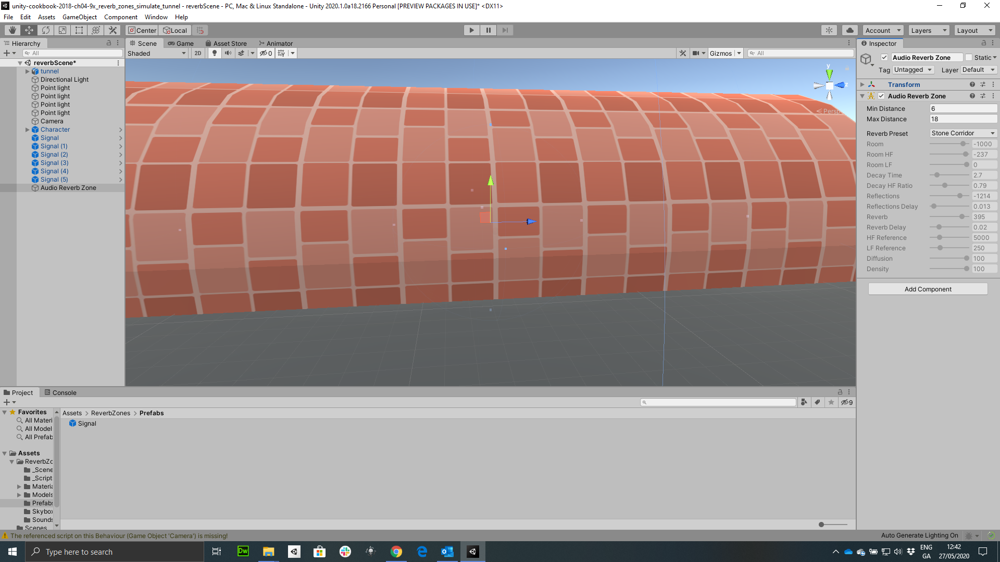 unity-cookbook-2018-ch04-9x_reverb_zones_simulate_tunnel - reverbScene - PC, Mac & Linux Standalone - Unity 2020.1.0a18.2166 Personal [PREVIEW PACKAGES IN USE]* <DX11>
File Edit Assets GameObject Component Window Help
Center Local Account Layers Layout
Hierarchy
All
reverbScene*
tunnel
Directional Light
Point light
Point light
Point light
Point light
Camera
Character
Signal
Signal (1)
Signal (2)
Signal (3)
Signal (4)
Signal (5)
Audio Reverb Zone
Scene Game Asset Store Animator
Shaded 2D 0 Gizmos All
y
z
Persp
Inspector
Audio Reverb Zone Static
Tag Untagged Layer Default
Transform
Audio Reverb Zone
Min Distance 6
Max Distance 18
Reverb Preset Stone Corridor
Room -1000
Room HF -237
Room LF 0
Decay Time 2.7
Decay HF Ratio 0.79
Reflections -1214
Reflections Delay 0.013
Reverb 395
Reverb Delay 0.02
HF Reference 5000
LF Reference 250
Diffusion 100
Density 100
Add Component
Project Console
9
Favorites
All Materi
All Model
All Prefab
Assets
ReverbZo
_Scene
_Script
Materia
Models
Prefabs
Skybox
Sounds
Scenes
Assets > ReverbZones > Prefabs
Signal
The referenced script on this Behaviour (Game Object 'Camera') is missing!
Auto Generate Lighting On
Type here to search
Dw
ENG
GA
12:42
27/05/2020